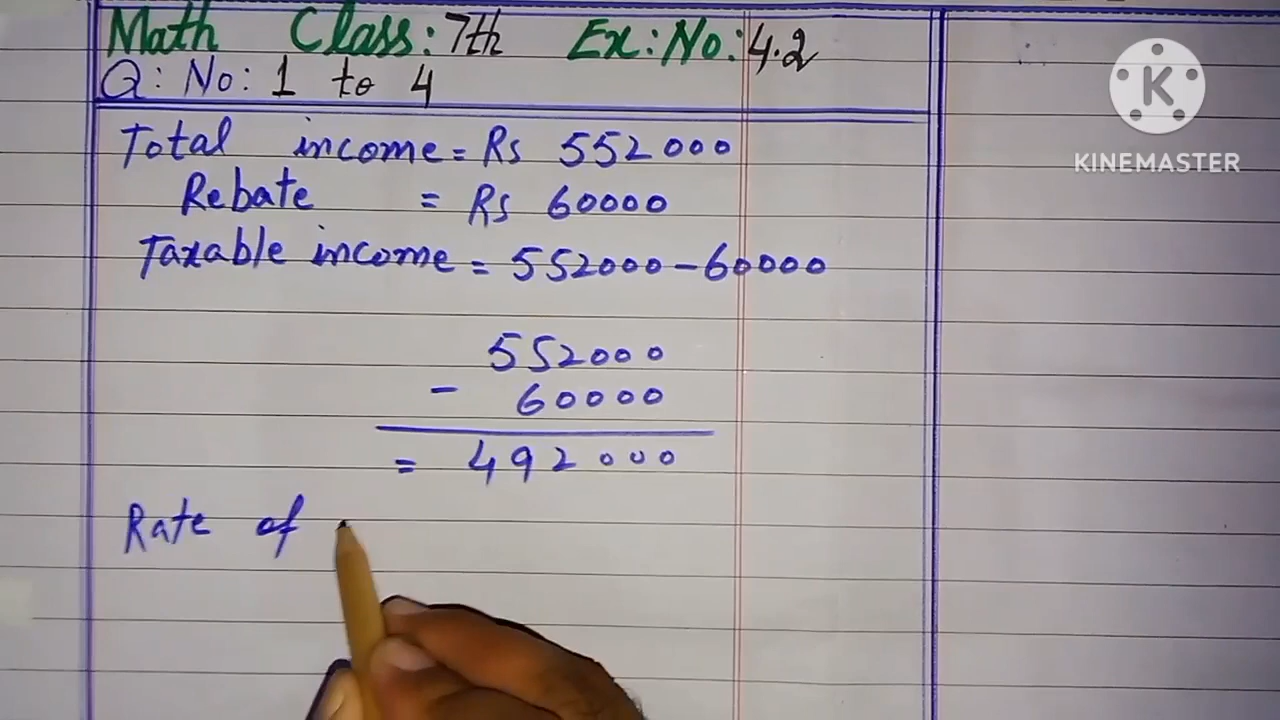 Math Class: 7th Ex: No: 4.2
Q: No: 1 to 4
Total income = Rs 552000
Rebate = Rs 60000
Taxable income = 552000 - 60000
552000
- 60000
= 492000
Rate of
K
KINEMASTER